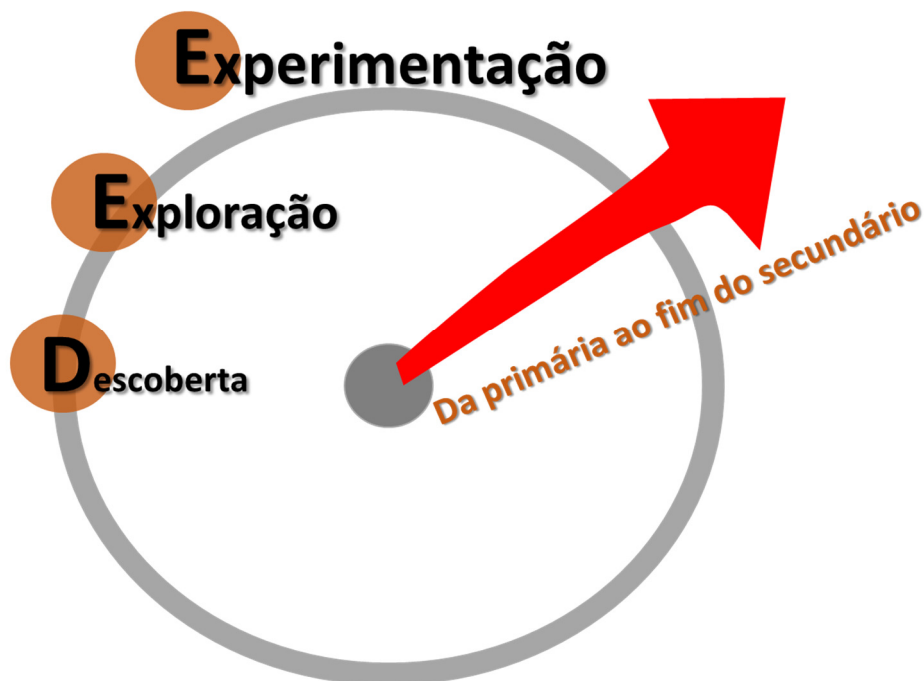 Experimentação
Exploração
Descoberta
Da primária ao fim do secundário